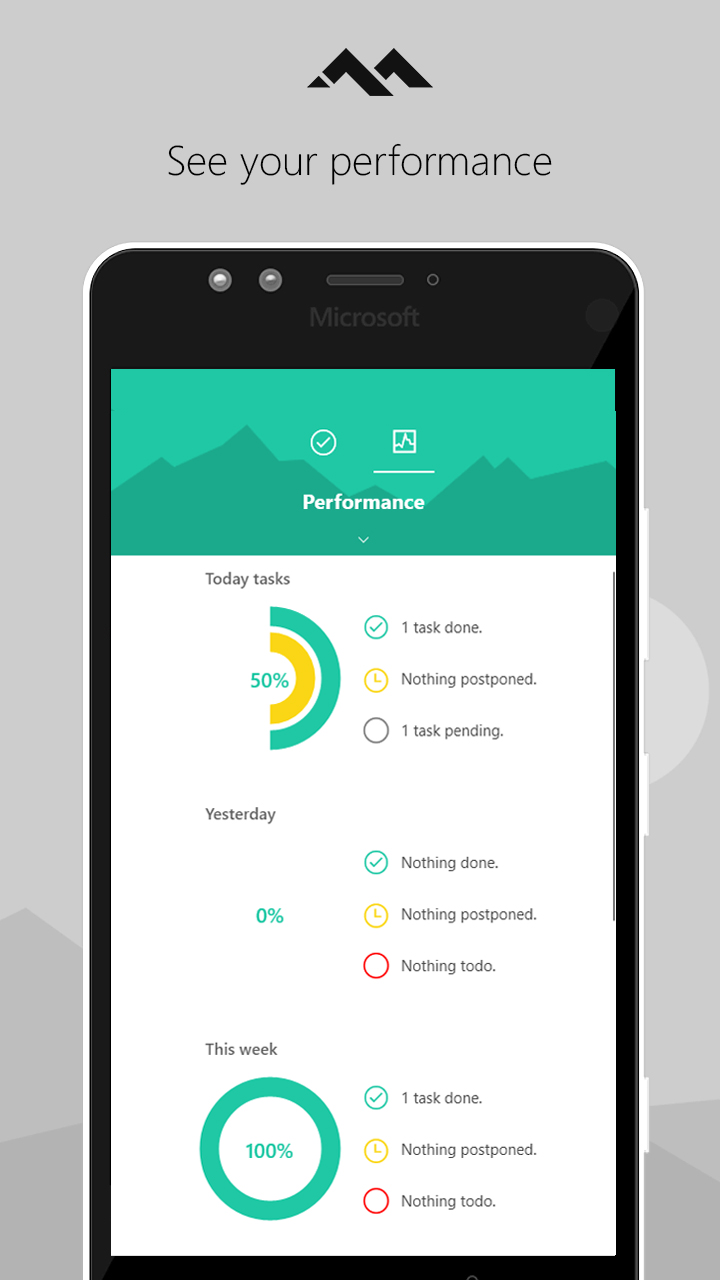 See your performance
Microsoft
Performance
Today tasks
50%
1 task done.
Nothing postponed.
1 task pending.
Yesterday
0%
Nothing done.
Nothing postponed.
Nothing todo.
This week
100%
1 task done.
Nothing postponed.
Nothing todo.